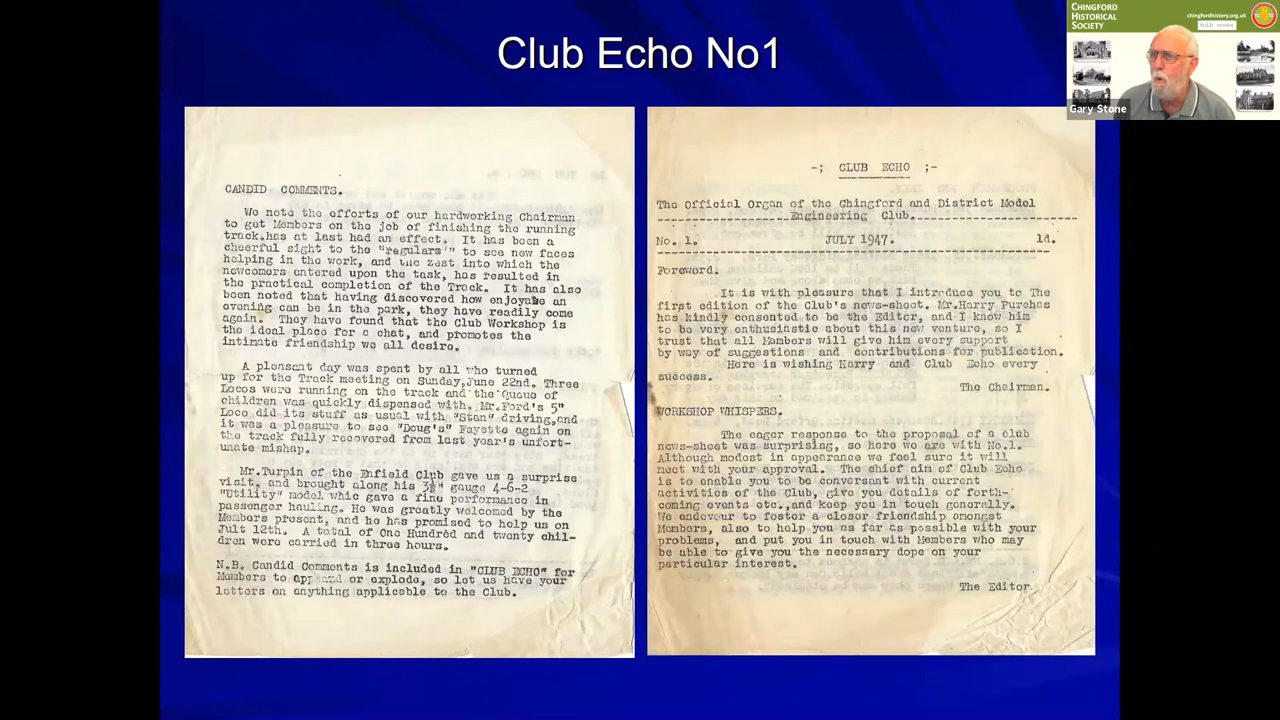 Club Echo No1
CHINGFORD
HISTORICAL
SOCIETY
chingfordhistory.org.uk
Gary Stone
CANDID COMMENTS.
We note the efforts of our hardworking Chairman
to get Members on the job of finishing the running
track,has at last had an effect. It has been a
cheerful sight to the "regulars'" to see new faces
helping in the work, and the zest into which the
newcomers entered upon the task, has resulted in
the practical completion of the Track. It has also
been noted that having discovered how enjoyable an
evening can be in the park, they have readily come
again. They have found that the Club Workshop is
the ideal place for a chat, and promotes the
intimate friendship we all desire.
A pleasant day was spent by all who turned
up for the Track meeting on Sunday,June 22nd. Three
Locos were running on the track and the Queue of
children was quickly dispensed with. Mr.Ford's 5"
Loco did its stuff as usual with "Stan" driving,and
it was a pleasure to see "Doug's" Fayette again on
the track fully recovered from last year's unfort-
unate mishap.
Mr.Turpin of the Enfield Club gave us a surprise
visit, and brought along his 3½" gauge 4-6-2
"Utility" model whic gave a fine performance in
passenger hauling. He was greatly welcomed by the
Members present, and he has promised to help us on
Jult 12th. A total of One Hundred and twenty chil-
dren were carried in three hours.
N.B. Candid Comments is included in "CLUB ECHO" for
Members to or explode, so let us have your
letters on anything applicable to the Club.
-; CLUB ECHO ;-
The Official Organ of the Chingford and District Model
Engineering Club.
No. 1. JULY 1947. 1d.
Foreword.
It is with pleasure that I introduce you to The
first edition of the Club's news-sheet. Mr.Harry Purches
has kindly consented to be the Editor, and I know him
to be very enthusiastic about this new venture, so I
trust that all Members will give him every support
by way of suggestions and contributions for publication.
Here is wishing Harry and Club Echo every
success.
The Chairman.
WORKSHOP WHISPERS.
The eager response to the proposal of a club
news-sheet was surprising, so here we are with No.1.
Although modest in appearance we feel sure it will
meet with your approval. The chief aim of Club Echo
is to enable you to be conversant with current
activities of the Club, give you details of forth-
coming events etc.,and keep you in touch generally.
We endevour to foster a closer friendship amongst
Members, also to help you as far as possible with your
problems, and put you in touch with Members who may
be able to give you the necessary dope on your
particular interest.
The Editor